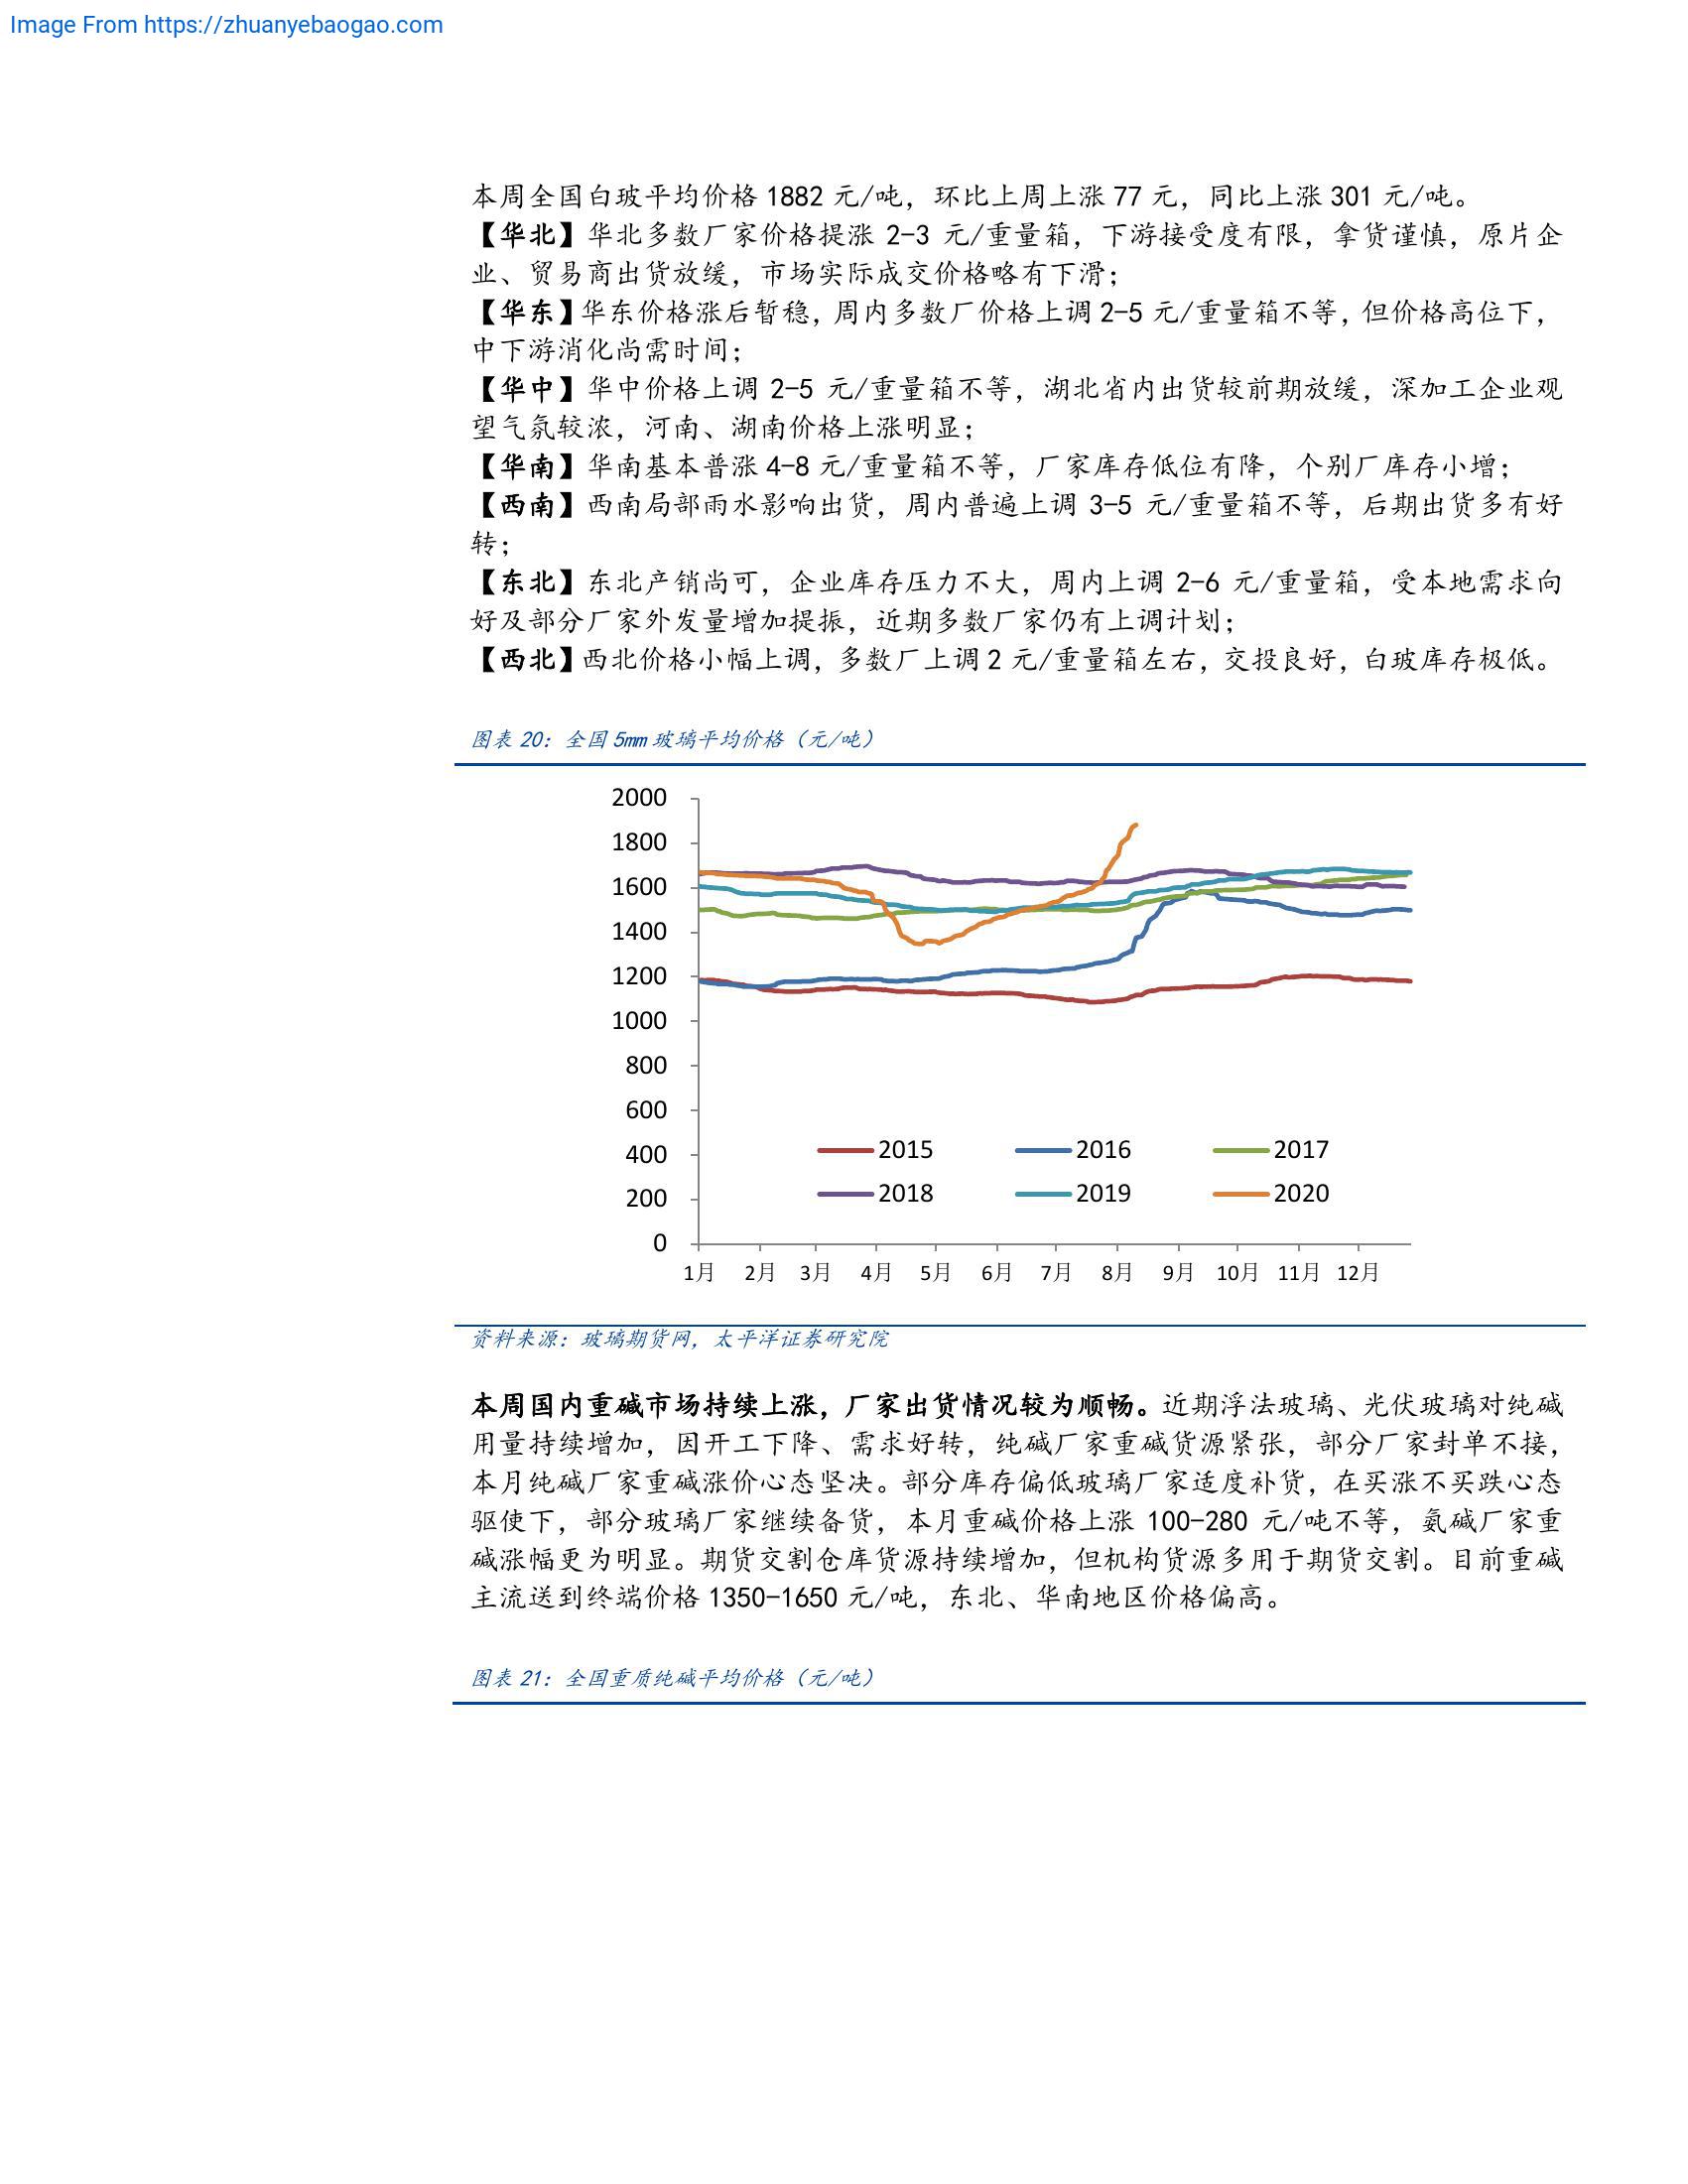 Image From https://zhuanyebaogao.com
本周全国白玻平均价格 1882 元/吨，环比上周上涨 77 元，同比上涨 301 元/吨。
【华北】华北多数厂家价格提涨 2-3 元/重量箱，下游接受度有限，拿货谨慎，原片企
业、贸易商出货放缓，市场实际成交价格略有下滑；
【华东】华东价格涨后暂稳，周内多数厂价格上调 2-5 元/重量箱不等，但价格高位下，
中下游消化尚需时间；
【华中】华中价格上调 2-5 元/重量箱不等，湖北省内出货较前期放缓，深加工企业观
望气氛较浓，河南、湖南价格上涨明显；
【华南】华南基本普涨 4-8 元/重量箱不等，厂家库存低位有降，个别厂库存小增；
【西南】西南局部雨水影响出货，周内普遍上调 3-5 元/重量箱不等，后期出货多有好
转；
【东北】东北产销尚可，企业库存压力不大，周内上调 2-6 元/重量箱，受本地需求向
好及部分厂家外发量增加提振，近期多数厂家仍有上调计划；
【西北】西北价格小幅上调，多数厂上调 2 元/重量箱左右，交投良好，白玻库存极低。
图表 20：全国 5mm 玻璃平均价格（元/吨）
2000
1800
1600
1400
1200
1000
800
600
400
200
0
2015 2016 2017
2018 2019 2020
1月 2月 3月 4月 5月 6月 7月 8月 9月 10月 11月 12月
资料来源：玻璃期货网，太平洋证券研究院
本周国内重碱市场持续上涨，厂家出货情况较为顺畅。近期浮法玻璃、光伏玻璃对纯碱
用量持续增加，因开工下降、需求好转，纯碱厂家重碱货源紧张，部分厂家封单不接，
本月纯碱厂家重碱涨价心态坚决。部分库存偏低玻璃厂家适度补货，在买涨不买跌心态
驱使下，部分玻璃厂家继续备货，本月重碱价格上涨 100-280 元/吨不等，氨碱厂家重
碱涨幅更为明显。期货交割仓库货源持续增加，但机构货源多用于期货交割。目前重碱
主流送到终端价格 1350-1650 元/吨，东北、华南地区价格偏高。
图表 21：全国重质纯碱平均价格（元/吨）